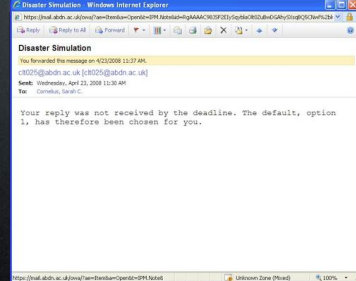 Disaster Simulation - Windows Internet Explorer
Reply Reply to All Forward
Disaster Simulation
You forwarded this message on 4/23/2008 11:37 AM.
clt025@abdn.ac.uk [clt025@abdn.ac.uk]
Sent: Wednesday, April 23, 2008 11:30 AM
To: Cornelius, Sarah C.
Your reply was not received by the deadline. The default, option
1, has therefore been chosen for you.
Unknown Zone (Mixed) 100%